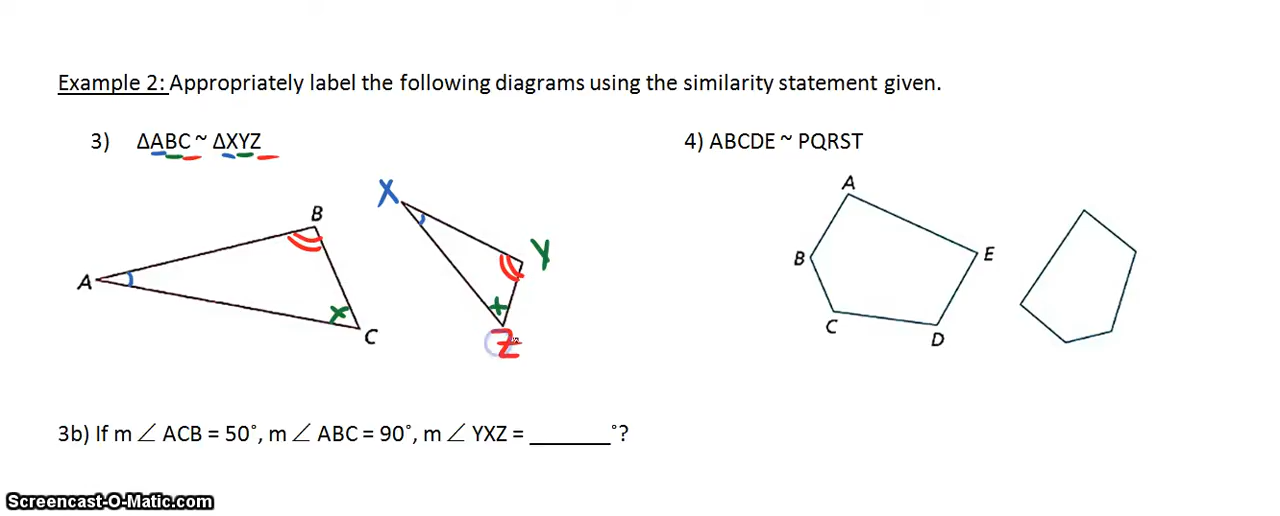 Example 2: Appropriately label the following diagrams using the similarity statement given.
3) ΔABC ~ ΔXYZ
4) ABCDE ~ PQRST
A
B
C
X
Y
Z
A
B
C
D
E
3b) If m∠ ACB = 50°, m∠ ABC = 90°, m∠ YXZ = _______°?
Screencast-O-Matic.com